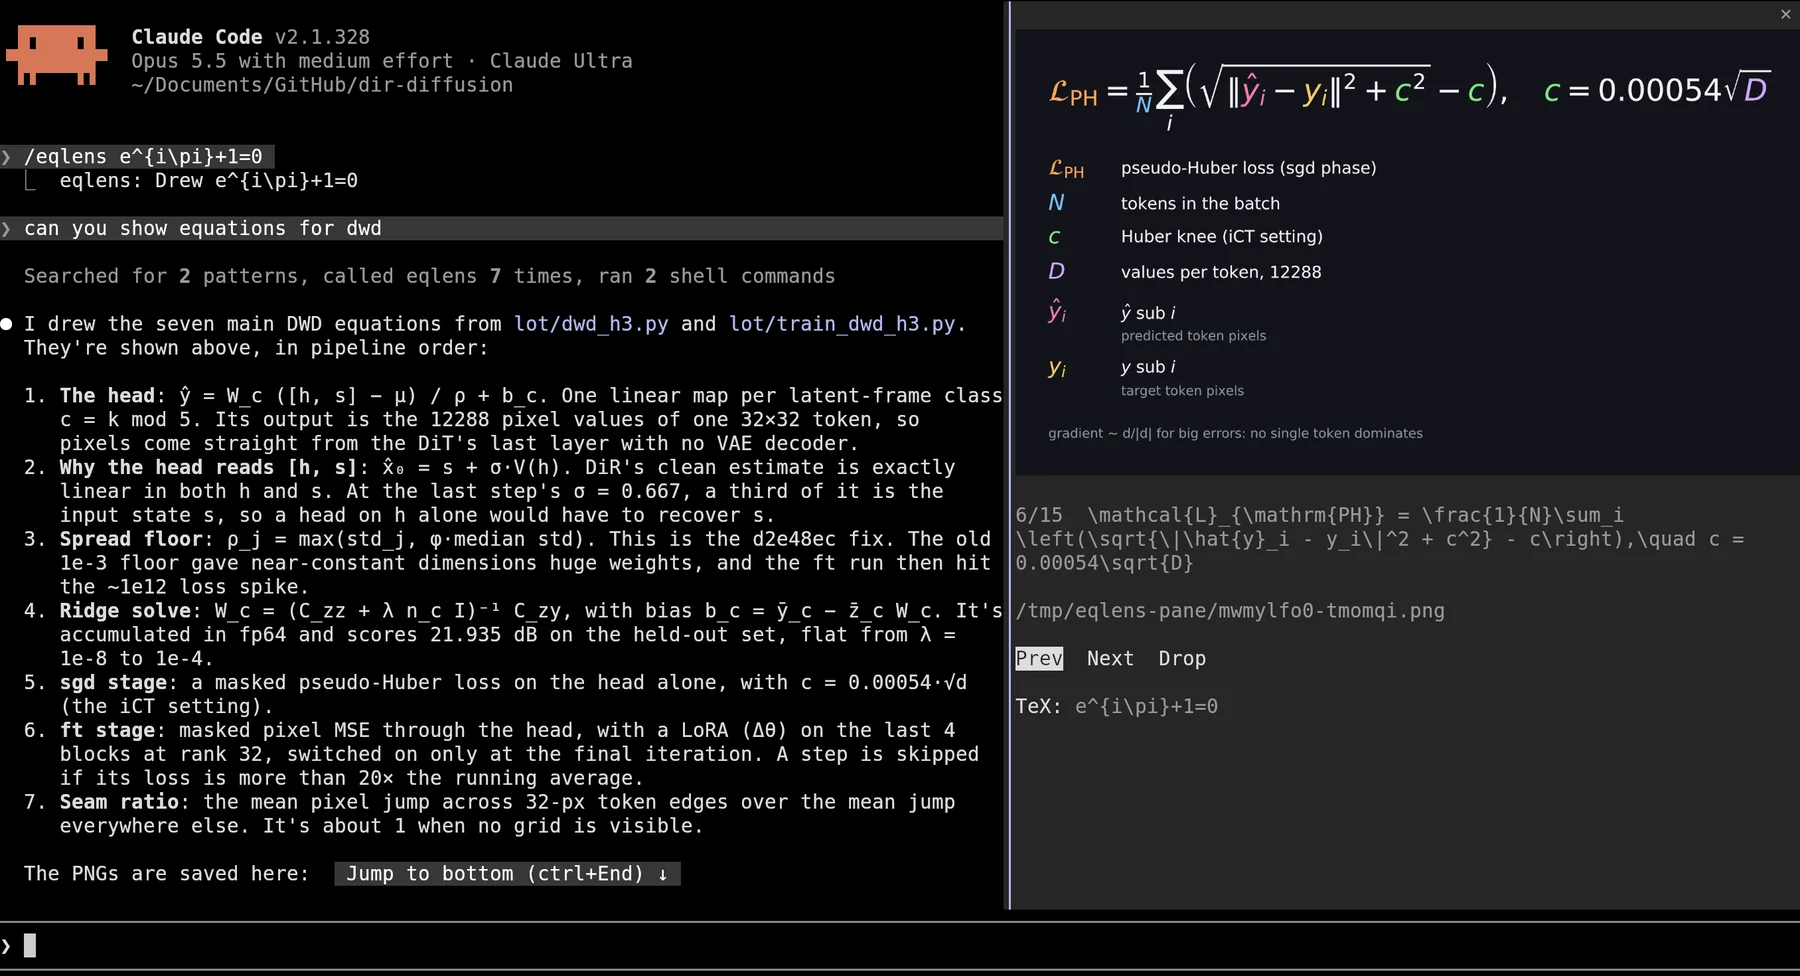 Claude Code v2.1.328
Opus 5.5 with medium effort · Claude Ultra
~/Documents/GitHub/dir-diffusion
❯ /eqlens e^{i\pi}+1=0
⎿  eqlens: Drew e^{i\pi}+1=0
❯ can you show equations for dwd
Searched for 2 patterns, called eqlens 7 times, ran 2 shell commands
● I drew the seven main DWD equations from lot/dwd_h3.py and lot/train_dwd_h3.py.
They're shown above, in pipeline order:
1. The head: ŷ = W_c ([h, s] − μ) / ρ + b_c. One linear map per latent-frame class
c = k mod 5. Its output is the 12288 pixel values of one 32×32 token, so
pixels come straight from the DiT's last layer with no VAE decoder.
2. Why the head reads [h, s]: x̂₀ = s + σ·V(h). DiR's clean estimate is exactly
linear in both h and s. At the last step's σ = 0.667, a third of it is the
input state s, so a head on h alone would have to recover s.
3. Spread floor: ρ_j = max(std_j, φ·median std). This is the d2e48ec fix. The old
1e-3 floor gave near-constant dimensions huge weights, and the ft run then hit
the ~1e12 loss spike.
4. Ridge solve: W_c = (C_zz + λ n_c I)⁻¹ C_zy, with bias b_c = ȳ_c − z̄_c W_c. It's
accumulated in fp64 and scores 21.935 dB on the held-out set, flat from λ =
1e-8 to 1e-4.
5. sgd stage: a masked pseudo-Huber loss on the head alone, with c = 0.00054·√d
(the iCT setting).
6. ft stage: masked pixel MSE through the head, with a LoRA (Δθ) on the last 4
blocks at rank 32, switched on only at the final iteration. A step is skipped
if its loss is more than 20× the running average.
7. Seam ratio: the mean pixel jump across 32-px token edges over the mean jump
everywhere else. It's about 1 when no grid is visible.
The PNGs are saved here:  Jump to bottom (ctrl+End) ↓
❯
×
ℒ_PH = 1/N ∑_i (√(‖ŷ_i − y_i‖² + c²) − c),  c = 0.00054√D
ℒ_PH pseudo-Huber loss (sgd phase)
N tokens in the batch
c Huber knee (iCT setting)
D values per token, 12288
ŷ_i ŷ sub i
predicted token pixels
y_i y sub i
target token pixels
gradient ~ d/|d| for big errors: no single token dominates
6/15  \mathcal{L}_{\mathrm{PH}} = \frac{1}{N}\sum_i
\left(\sqrt{\|\hat{y}_i - y_i\|^2 + c^2} - c\right),\quad c =
0.00054\sqrt{D}
/tmp/eqlens-pane/mwmylfo0-tmomqi.png
Prev  Next  Drop
TeX: e^{i\pi}+1=0